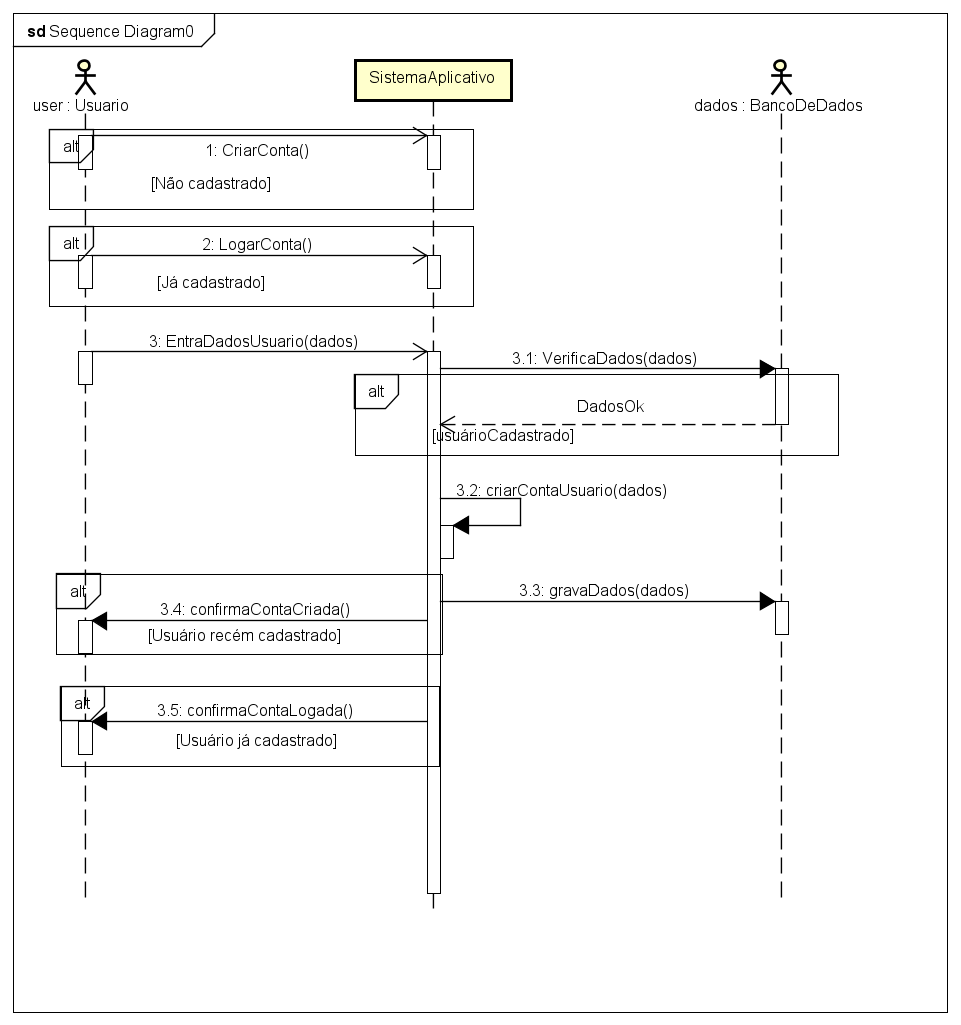 sd Sequence Diagram0
SistemaAplicativo
user : Usuario
dados : BancoDeDados
alt
1: CriarConta()
[Não cadastrado]
alt
2: LogarConta()
[Já cadastrado]
3: EntraDadosUsuario(dados)
3.1: VerificaDados(dados)
alt
DadosOk
[usuárioCadastrado]
3.2: criarContaUsuario(dados)
alt
3.3: gravaDados(dados)
3.4: confirmaContaCriada()
[Usuário recém cadastrado]
alt
3.5: confirmaContaLogada()
[Usuário já cadastrado]